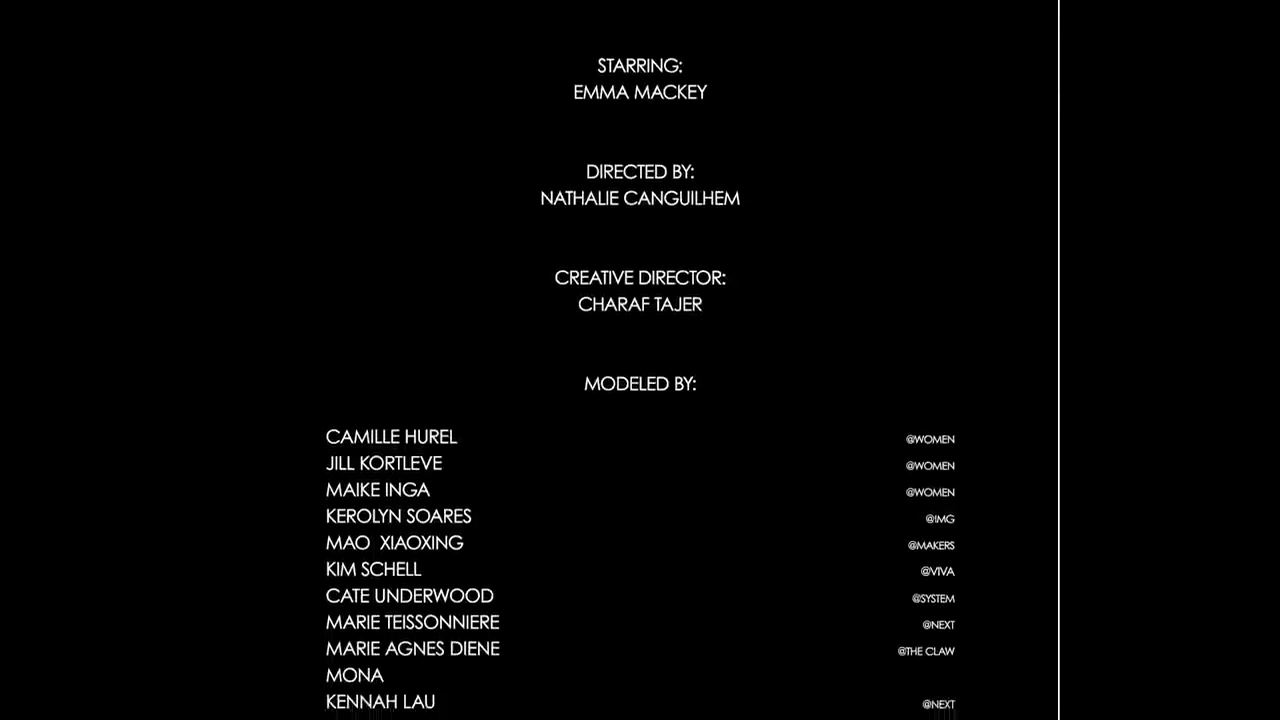 STARRING:
EMMA MACKEY
DIRECTED BY:
NATHALIE CANGUILHEM
CREATIVE DIRECTOR:
CHARAF TAJER
MODELED BY:
CAMILLE HUREL @WOMEN
JILL KORTLEVE @WOMEN
MAIKE INGA @WOMEN
KEROLYN SOARES @IMG
MAO XIAOXING @MAKERS
KIM SCHELL @VIVA
CATE UNDERWOOD @SYSTEM
MARIE TEISSONNIERE @NEXT
MARIE AGNES DIENE @THE CLAW
MONA
KENNAH LAU @NEXT